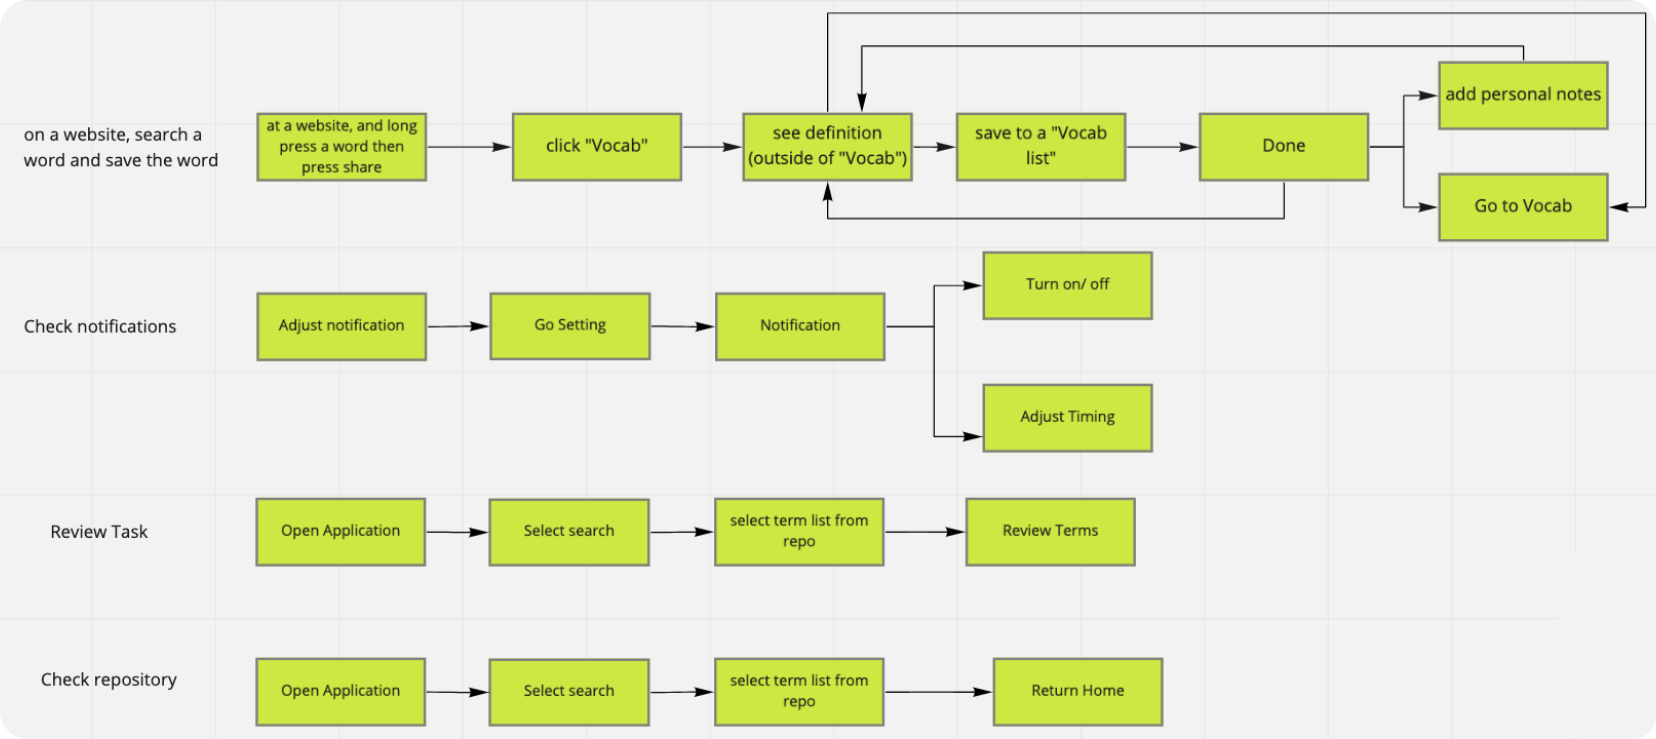 on a website, search a
word and save the word
at a website, and long
press a word then
press share
click "Vocab"
see definition
(outside of "Vocab")
save to a "Vocab
list"
Done
add personal notes
Go to Vocab
Check notifications
Adjust notification
Go Setting
Notification
Turn on/ off
Adjust Timing
Review Task
Open Application
Select search
select term list from
repo
Review Terms
Check repository
Open Application
Select search
select term list from
repo
Return Home